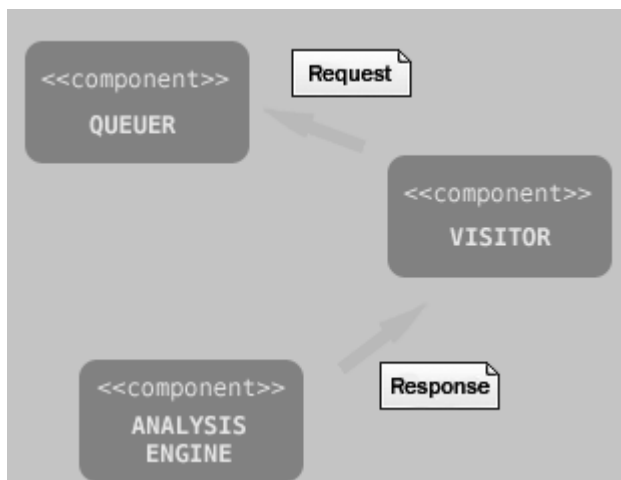 <<component>>
QUEUER
Request
<<component>>
VISITOR
Response
<<component>>
ANALYSIS
ENGINE